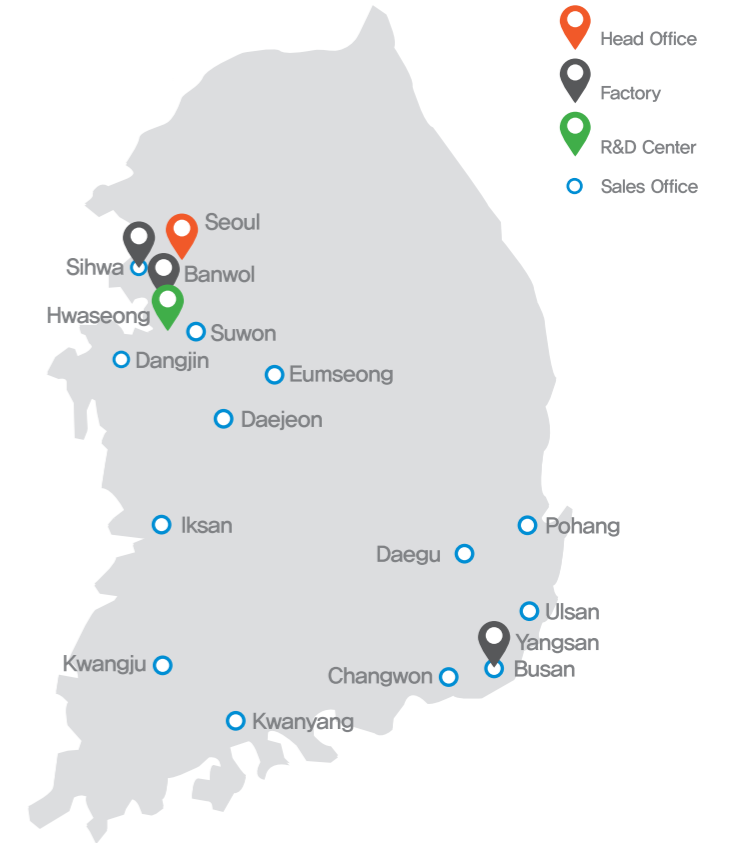 Head Office
Factory
R&D Center
Sales Office
Seoul
Sihwa
Banwol
Hwaseong
Suwon
Dangjin
Eumseong
Daejeon
Iksan
Pohang
Daegu
Ulsan
Yangsan
Kwangju
Busan
Changwon
Kwanyang